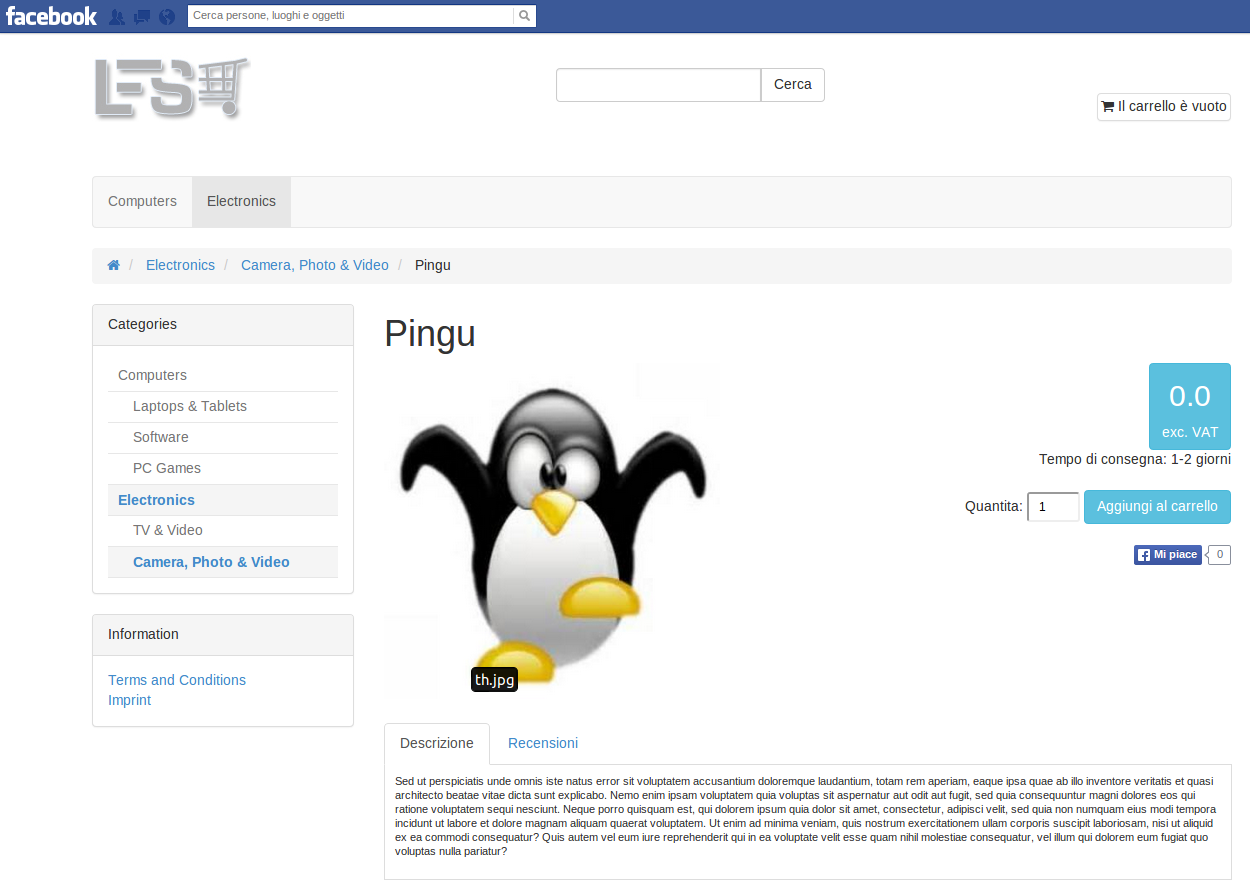 facebook
Cerca persone, luoghi e oggetti
LFS
Cerca
Il carrello è vuoto
Computers
Electronics
/ Electronics / Camera, Photo & Video / Pingu
Categories
Computers
Laptops & Tablets
Software
PC Games
Electronics
TV & Video
Camera, Photo & Video
Information
Terms and Conditions
Imprint
Pingu
th.jpg
0.0
exc. VAT
Tempo di consegna: 1-2 giorni
Quantita: 1 Aggiungi al carrello
Mi piace 0
Descrizione
Recensioni
Sed ut perspiciatis unde omnis iste natus error sit voluptatem accusantium doloremque laudantium, totam rem aperiam, eaque ipsa quae ab illo inventore veritatis et quasi
architecto beatae vitae dicta sunt explicabo. Nemo enim ipsam voluptatem quia voluptas sit aspernatur aut odit aut fugit, sed quia consequuntur magni dolores eos qui
ratione voluptatem sequi nesciunt. Neque porro quisquam est, qui dolorem ipsum quia dolor sit amet, consectetur, adipisci velit, sed quia non numquam eius modi tempora
incidunt ut labore et dolore magnam aliquam quaerat voluptatem. Ut enim ad minima veniam, quis nostrum exercitationem ullam corporis suscipit laboriosam, nisi ut aliquid
ex ea commodi consequatur? Quis autem vel eum iure reprehenderit qui in ea voluptate velit esse quam nihil molestiae consequatur, vel illum qui dolorem eum fugiat quo
voluptas nulla pariatur?